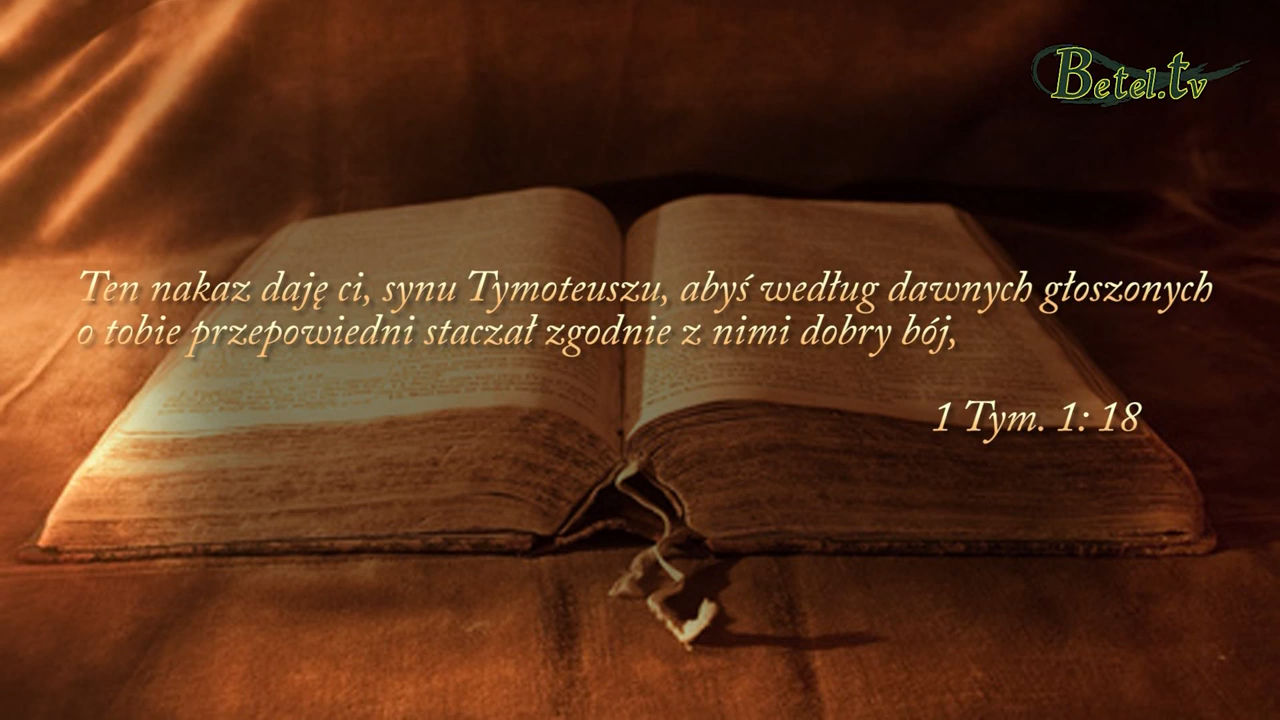 Betel.tv
Ten nakaz daję ci, synu Tymoteuszu, abyś według dawnych głoszonych
o tobie przepowiedni staczał zgodnie z nimi dobry bój,
1 Tym. 1: 18